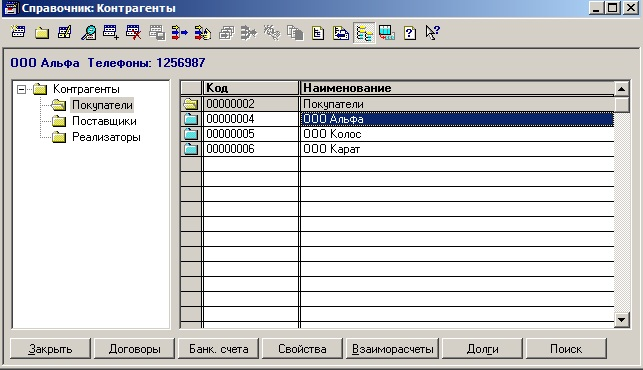 Справочник: Контрагенты
ООО Альфа Телефоны: 1256987
Контрагенты
Покупатели
Поставщики
Реализаторы
Код Наименование
00000002 Покупатели
00000004 ООО Альфа
00000005 ООО Колос
00000006 ООО Карат
Закрыть Договоры Банк. счета Свойства Взаиморасчеты Долги Поиск